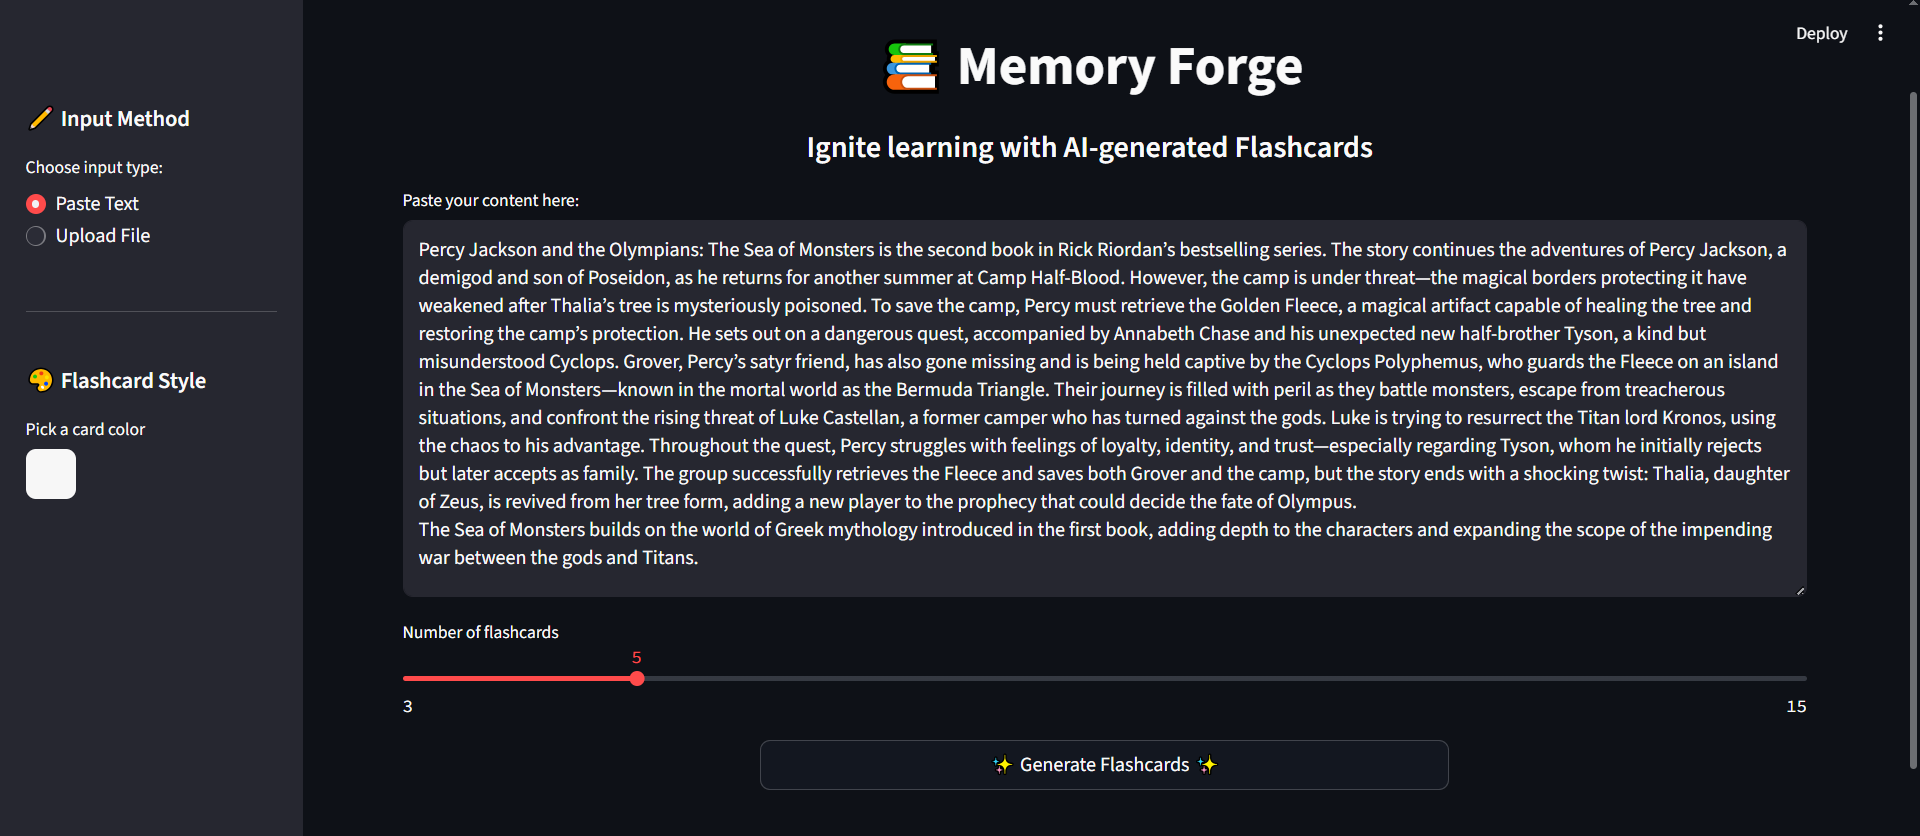 Deploy
Memory Forge
Ignite learning with AI-generated Flashcards
Input Method
Choose input type:
Paste Text
Upload File
Flashcard Style
Pick a card color
Paste your content here:
Percy Jackson and the Olympians: The Sea of Monsters is the second book in Rick Riordan’s bestselling series. The story continues the adventures of Percy Jackson, a
demigod and son of Poseidon, as he returns for another summer at Camp Half-Blood. However, the camp is under threat—the magical borders protecting it have
weakened after Thalia’s tree is mysteriously poisoned. To save the camp, Percy must retrieve the Golden Fleece, a magical artifact capable of healing the tree and
restoring the camp’s protection. He sets out on a dangerous quest, accompanied by Annabeth Chase and his unexpected new half-brother Tyson, a kind but
misunderstood Cyclops. Grover, Percy’s satyr friend, has also gone missing and is being held captive by the Cyclops Polyphemus, who guards the Fleece on an island
in the Sea of Monsters—known in the mortal world as the Bermuda Triangle. Their journey is filled with peril as they battle monsters, escape from treacherous
situations, and confront the rising threat of Luke Castellan, a former camper who has turned against the gods. Luke is trying to resurrect the Titan lord Kronos, using
the chaos to his advantage. Throughout the quest, Percy struggles with feelings of loyalty, identity, and trust—especially regarding Tyson, whom he initially rejects
but later accepts as family. The group successfully retrieves the Fleece and saves both Grover and the camp, but the story ends with a shocking twist: Thalia, daughter
of Zeus, is revived from her tree form, adding a new player to the prophecy that could decide the fate of Olympus.
The Sea of Monsters builds on the world of Greek mythology introduced in the first book, adding depth to the characters and expanding the scope of the impending
war between the gods and Titans.
Number of flashcards
5
3
15
✨ Generate Flashcards ✨